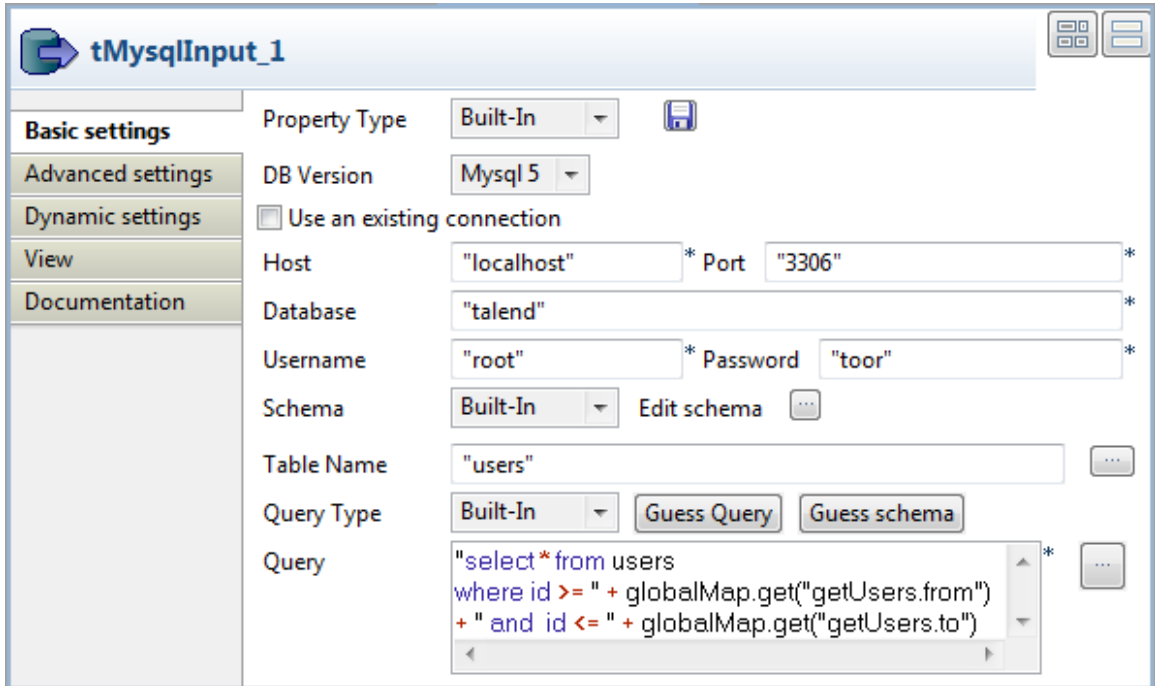 tMysqlInput_1
Basic settings
Advanced settings
Dynamic settings
View
Documentation
Property Type Built-In
DB Version Mysql 5
Use an existing connection
Host "localhost" * Port "3306" *
Database "talend" *
Username "root" * Password "toor" *
Schema Built-In Edit schema ...
Table Name "users" ...
Query Type Built-In Guess Query Guess schema
Query "select * from users * ...
where id >= " + globalMap.get("getUsers.from")
+ " and id <= " + globalMap.get("getUsers.to")